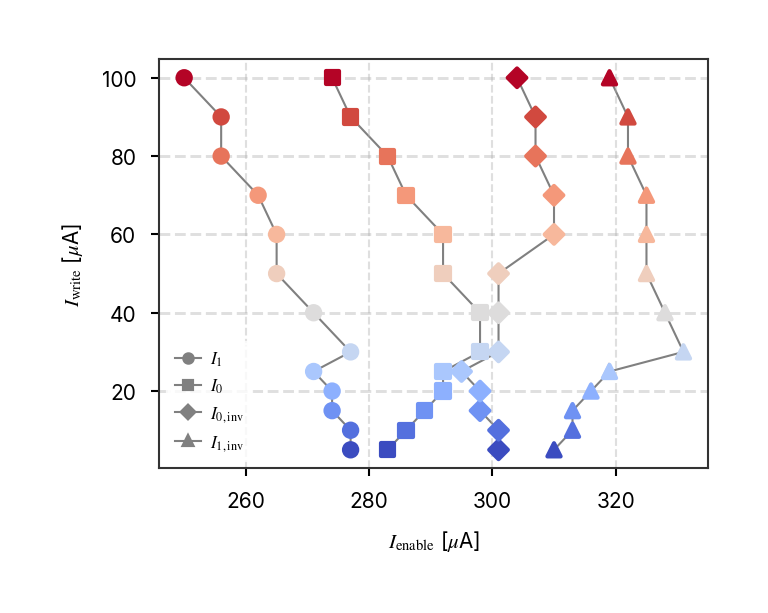 100
80
60
40
20
I_write [μA]
I_1
I_0
I_0,inv
I_1,inv
260 280 300 320
I_enable [μA]